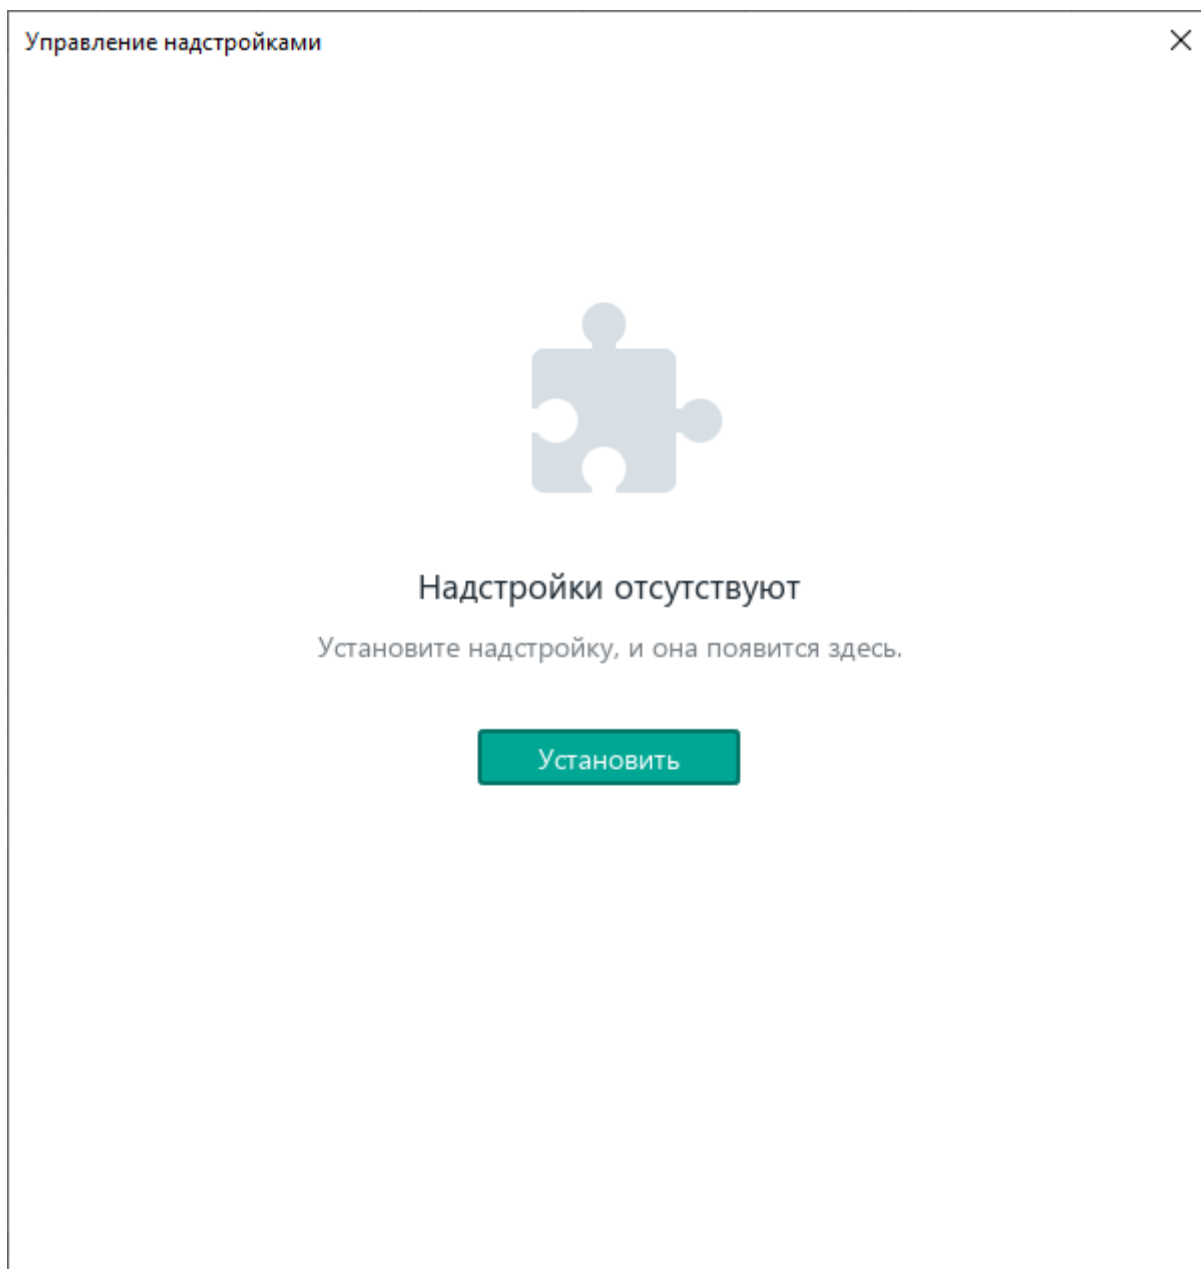 Управление надстройками
Надстройки отсутствуют
Установите надстройку, и она появится здесь.
Установить